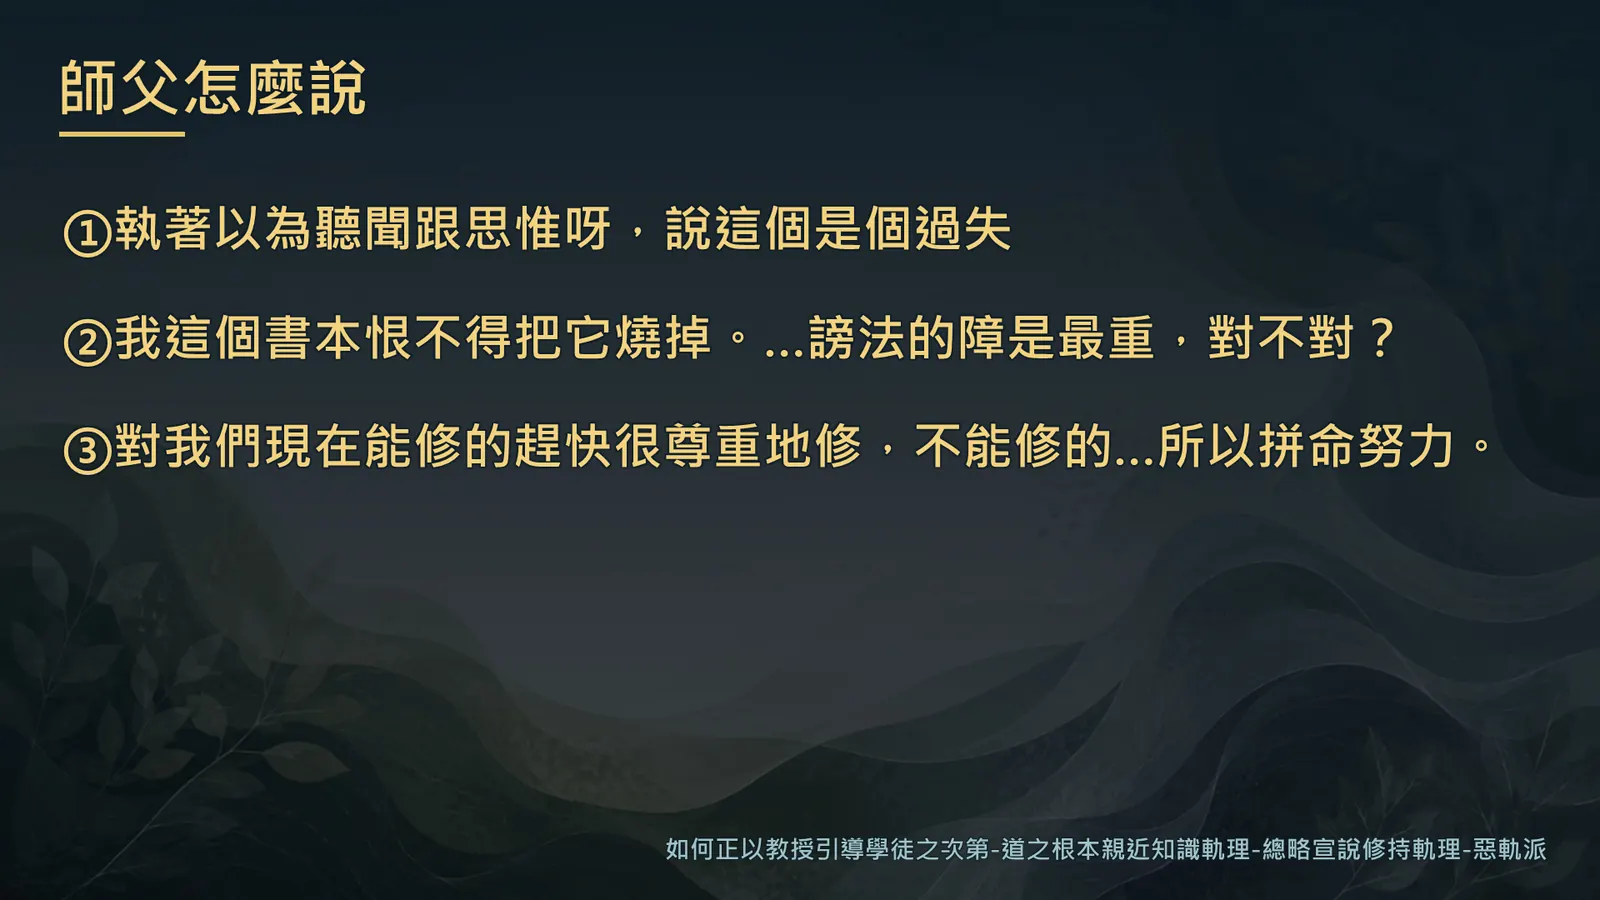 師父怎麼說
①執著以為聽聞跟思惟呀，說這個是個過失
②我這個書本恨不得把它燒掉。...謗法的障是最重，對不對？
③對我們現在能修的趕快很尊重地修，不能修的...所以拼命努力。
如何正以教授引導學徒之次第-道之根本親近知識軌理-總略宣說修持軌理-惡軌派